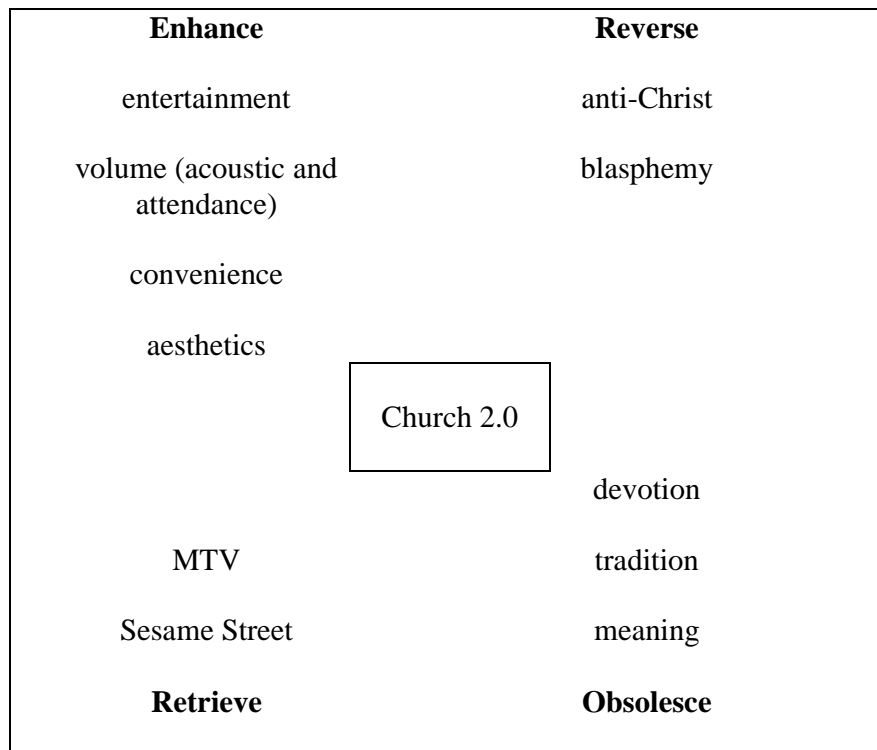 Enhance
Reverse
entertainment
anti-Christ
volume (acoustic and
attendance)
blasphemy
convenience
aesthetics
Church 2.0
devotion
MTV
tradition
Sesame Street
meaning
Retrieve
Obsolesce